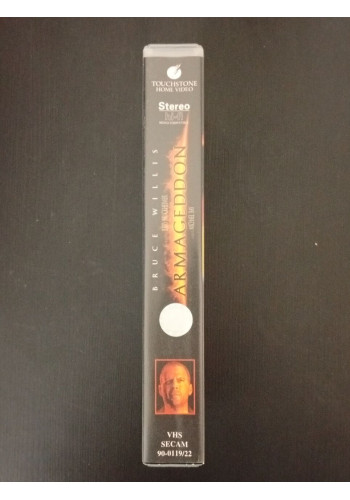 TOUCHSTONE
HOME VIDEO
Stereo
BRUCE WILLIS
ARMAGEDDON
VHS
SECAM
90-0119/22